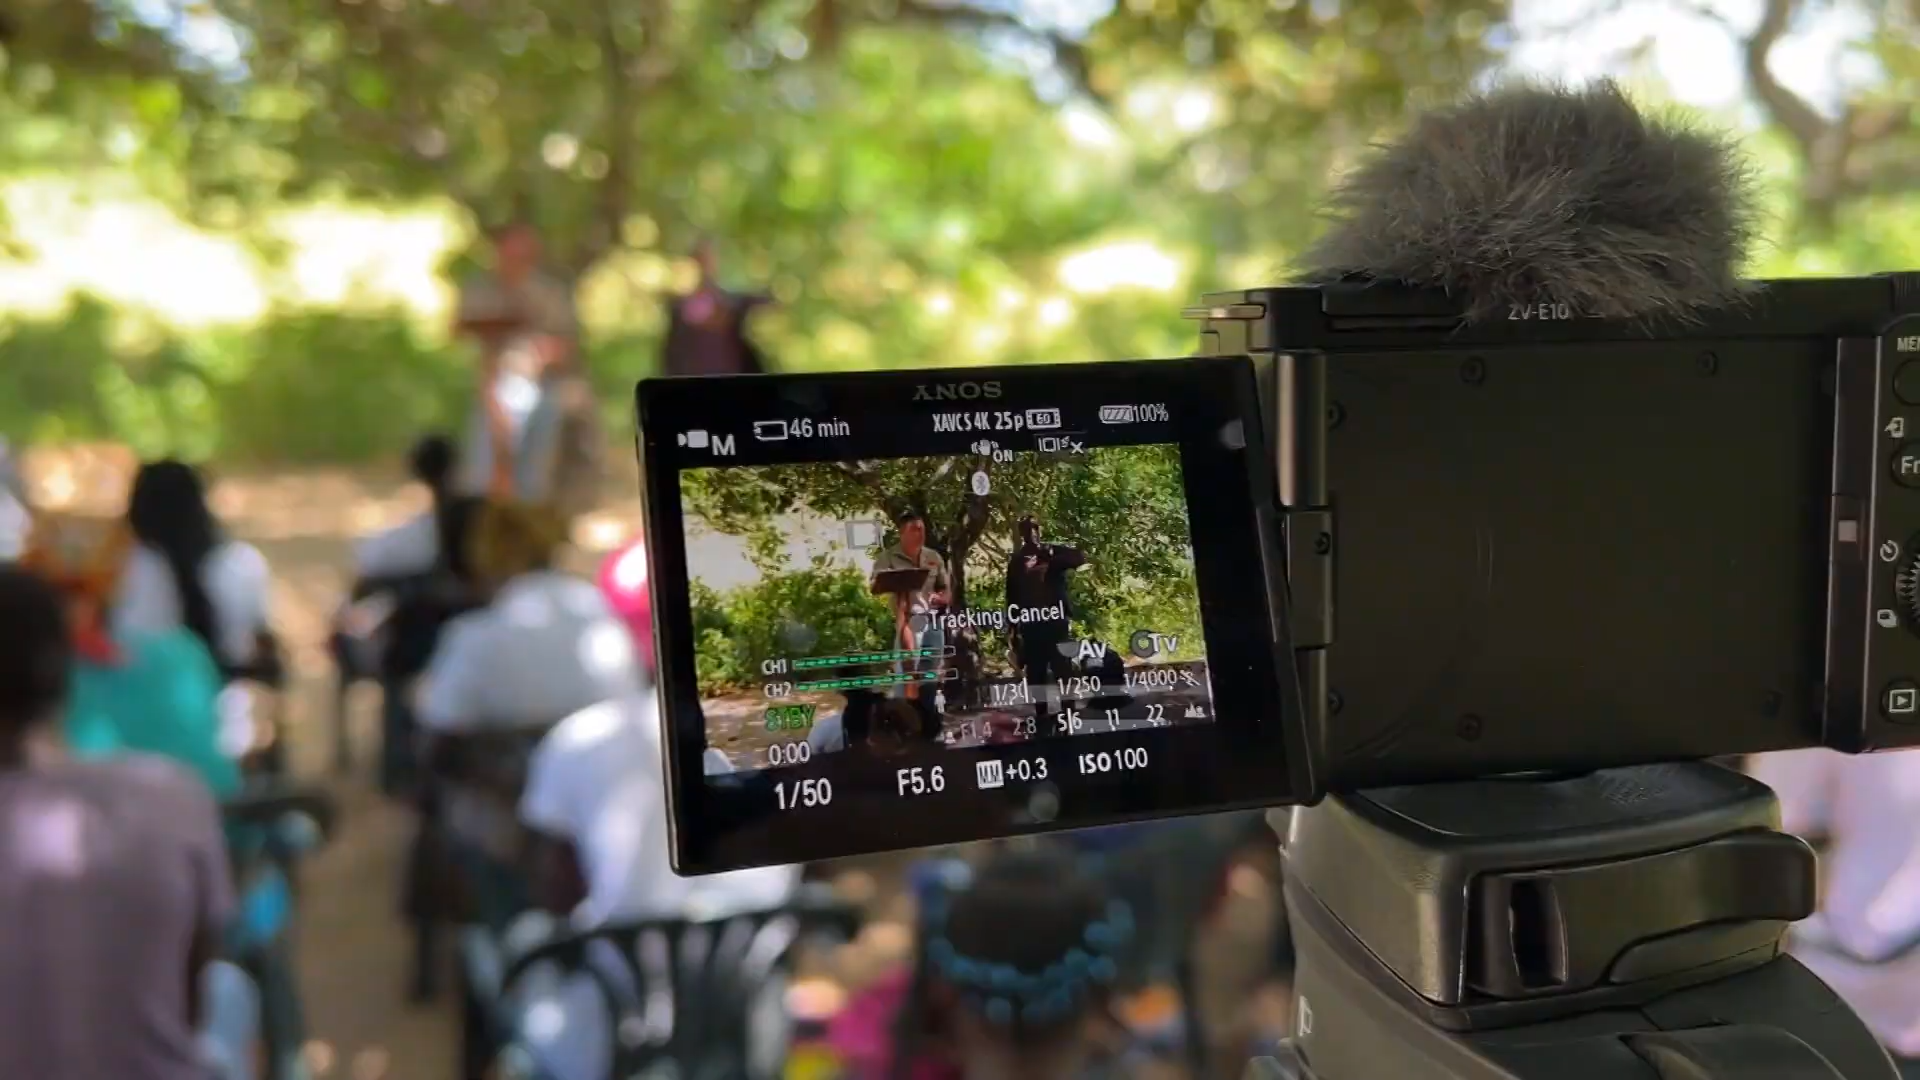 ZV-E10
MEN
SONY
M 46 min XAVC S 4K 25p 60 100%
ON
Fn
Tracking Cancel
Av Tv
CH1
CH2
1/30 1/250 1/4000
STBY
F1.4 2.8 5.6 11 22
0:00
1/50 F5.6 M.M. +0.3 ISO 100